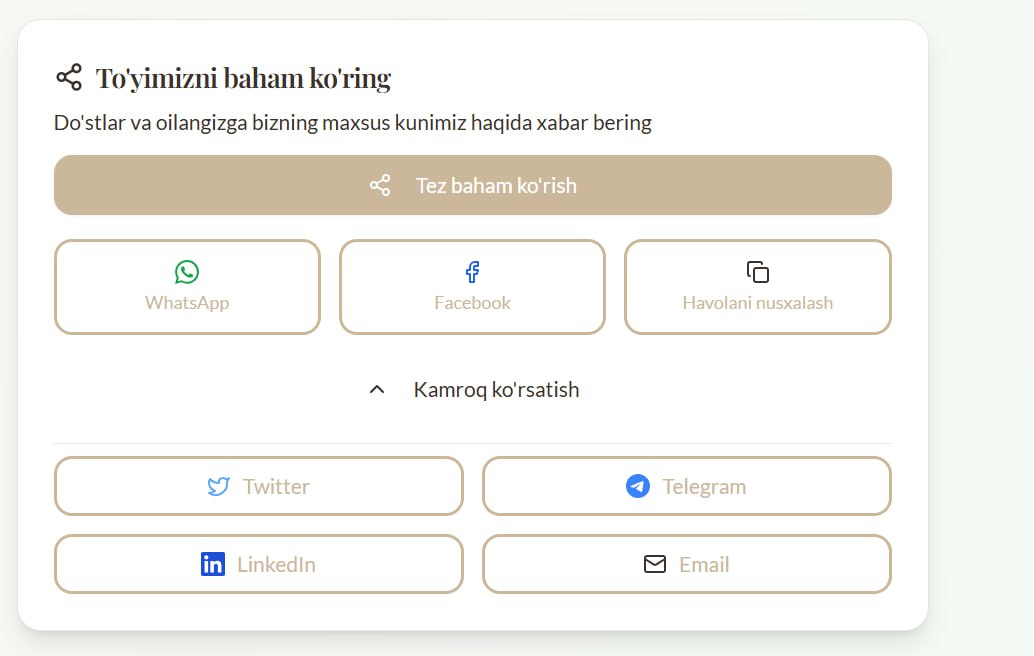 To'yimizni baham ko'ring
Do'stlar va oilangizga bizning maxsus kunimiz haqida xabar bering
Tez baham ko'rish
WhatsApp
Facebook
Havolani nusxalash
Kamroq ko'rsatish
Twitter
Telegram
LinkedIn
Email